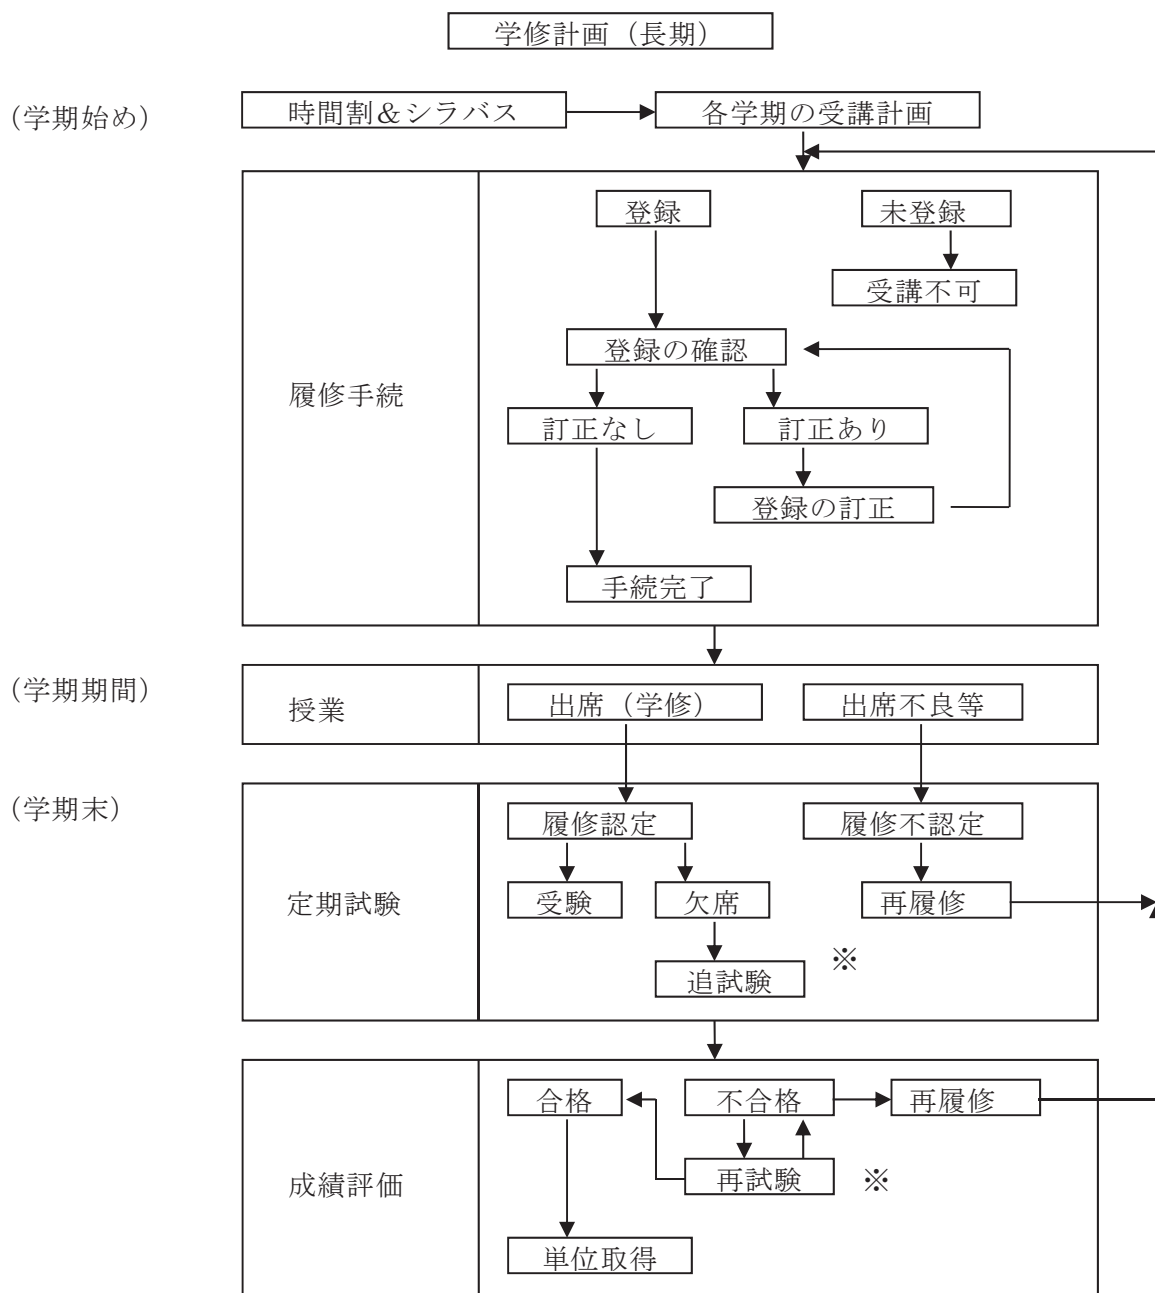 学修計画（長期）
（学期始め）
時間割＆シラバス
各学期の受講計画
登録
未登録
受講不可
登録の確認
履修手続
訂正なし
訂正あり
登録の訂正
手続完了
（学期期間）
授業
出席（学修）
出席不良等
（学期末）
履修認定
履修不認定
定期試験
受験
欠席
再履修
追試験
※
合格
不合格
再履修
成績評価
再試験
※
単位取得